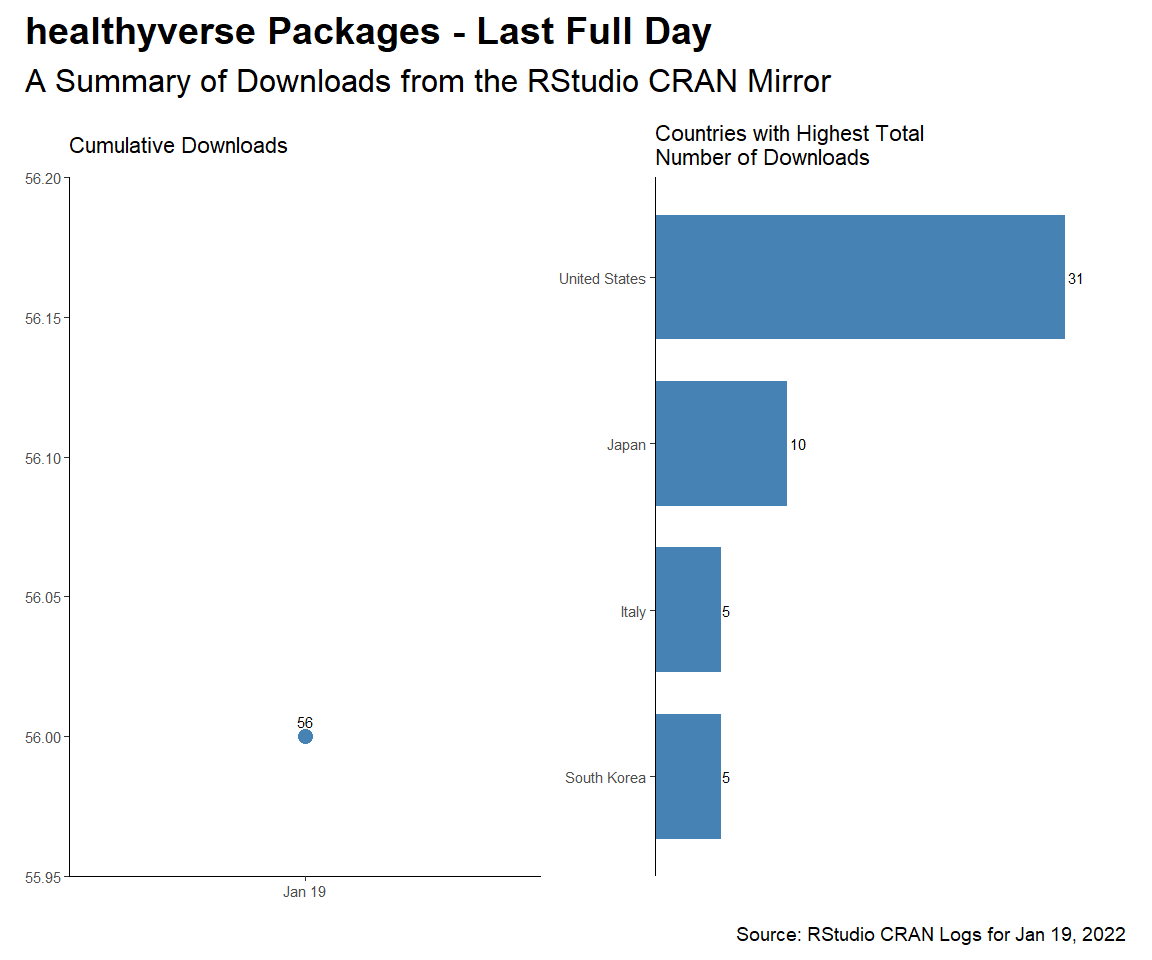 healthyverse Packages - Last Full Day
A Summary of Downloads from the RStudio CRAN Mirror
Cumulative Downloads
56.20
56.15
56.10
56.05
56.00
55.95
56
Jan 19
Countries with Highest Total
Number of Downloads
United States
31
Japan
10
Italy
5
South Korea
5
Source: RStudio CRAN Logs for Jan 19, 2022